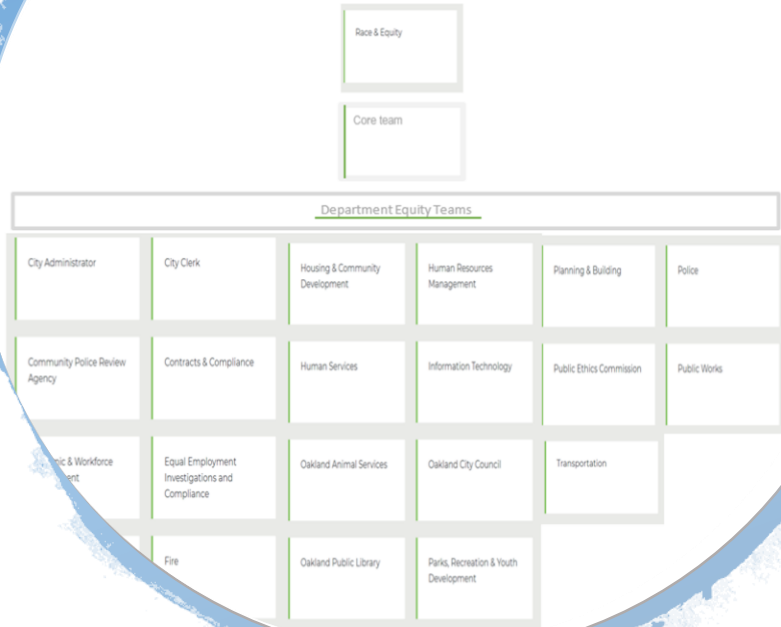 Race & Equity
Core team
Department Equity Teams
City Administrator
City Clerk
Housing & Community
Development
Human Resources
Management
Planning & Building
Police
Community Police Review
Agency
Contracts & Compliance
Human Services
Information Technology
Public Ethics Commission
Public Works
& Workforce
Equal Employment
Investigations and
Compliance
Oakland Animal Services
Oakland City Council
Transportation
Fire
Oakland Public Library
Parks, Recreation & Youth
Development